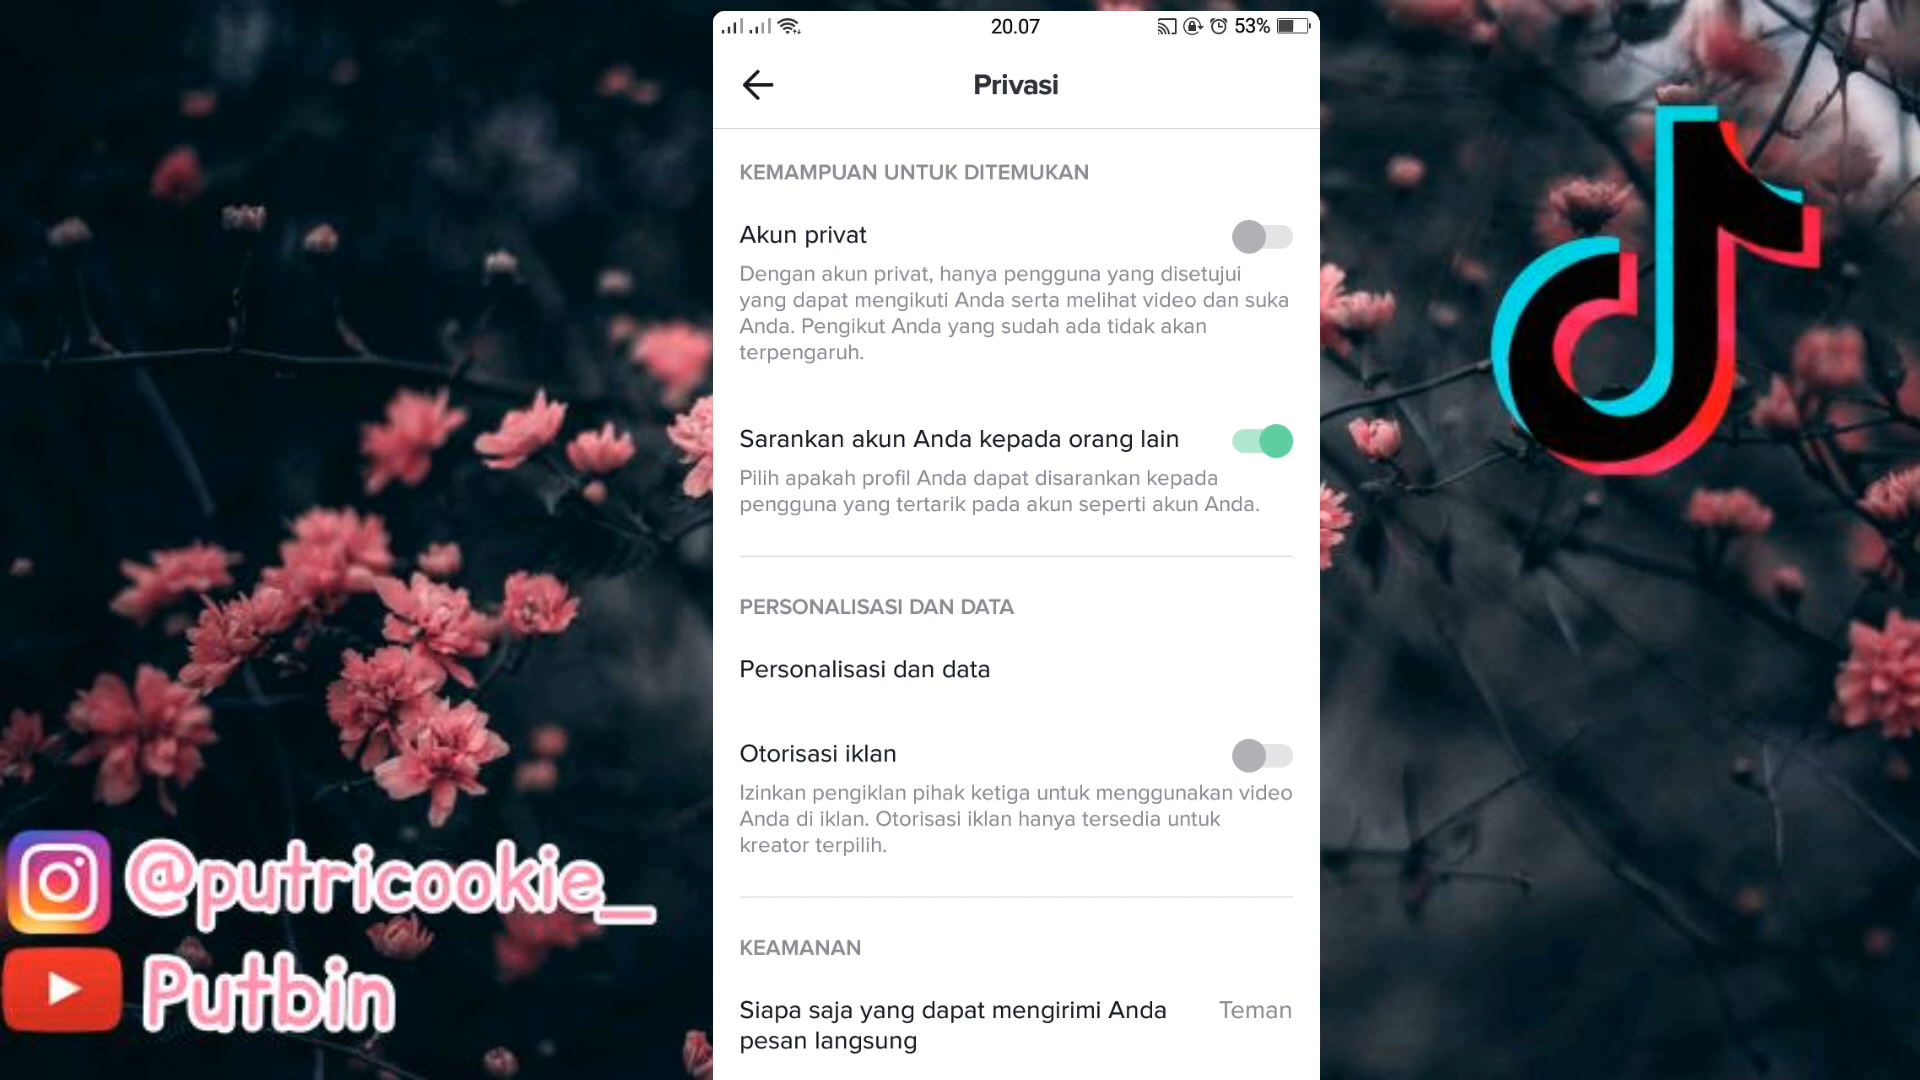 20.07
53%
Privasi
KEMAMPUAN UNTUK DITEMUKAN
Akun privat
Dengan akun privat, hanya pengguna yang disetujui
yang dapat mengikuti Anda serta melihat video dan suka
Anda. Pengikut Anda yang sudah ada tidak akan
terpengaruh.
Sarankan akun Anda kepada orang lain
Pilih apakah profil Anda dapat disarankan kepada
pengguna yang tertarik pada akun seperti akun Anda.
PERSONALISASI DAN DATA
Personalisasi dan data
Otorisasi iklan
Izinkan pengiklan pihak ketiga untuk menggunakan video
Anda di iklan. Otorisasi iklan hanya tersedia untuk
kreator terpilih.
KEAMANAN
Siapa saja yang dapat mengirimi Anda
pesan langsung
Teman
@putricookie_
Putbin